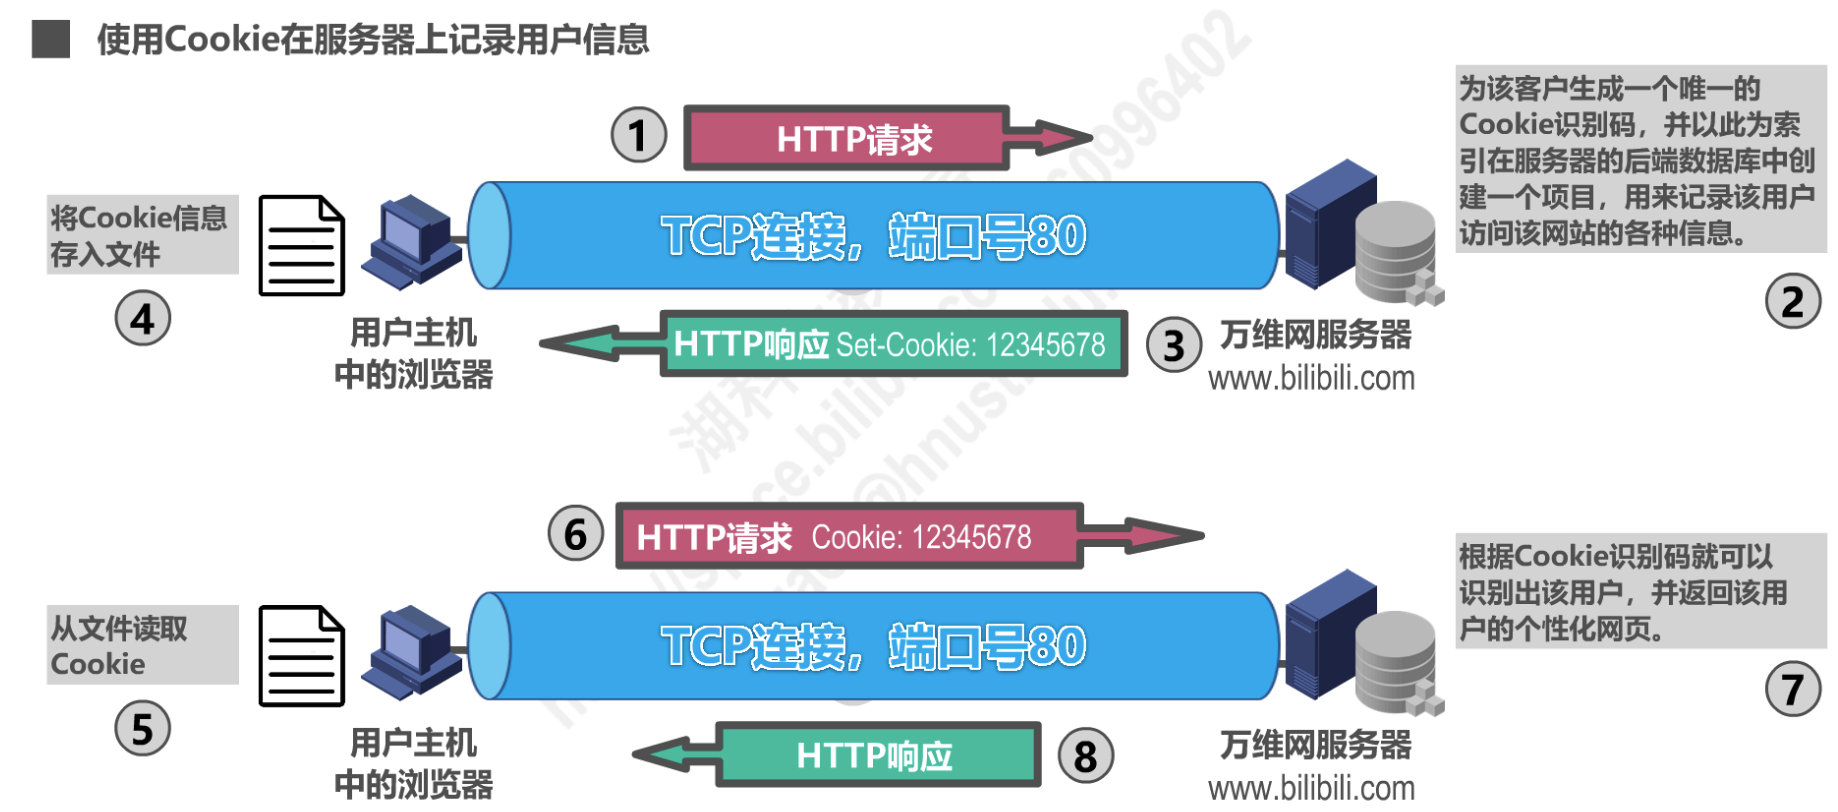 使用Cookie在服务器上记录用户信息
1
HTTP请求
为该客户生成一个唯一的
Cookie识别码，并以此为索
引在服务器的后端数据库中创
建一个项目，用来记录该用户
访问该网站的各种信息。
2
将Cookie信息
存入文件
4
TCP连接，端口号80
用户主机
中的浏览器
HTTP响应 Set-Cookie: 12345678
3
万维网服务器
www.bilibili.com
6
HTTP请求 Cookie: 12345678
根据Cookie识别码就可以
识别出该用户，并返回该用
户的个性化网页。
7
从文件读取
Cookie
5
TCP连接，端口号80
用户主机
中的浏览器
HTTP响应
8
万维网服务器
www.bilibili.com